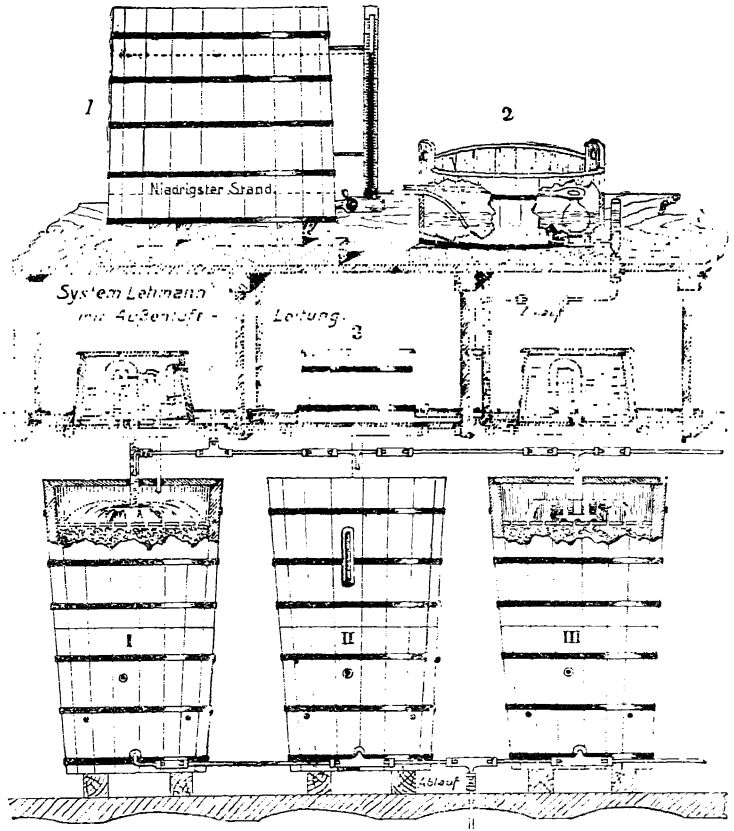 1
2
Niedrigster Stand
System Lehmann
mit Außenluft-
Leitung.
3
I
II
III
Ablauf